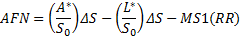 AFN = (A*/S₀)ΔS − (L*/S₀)ΔS − MS1(RR)